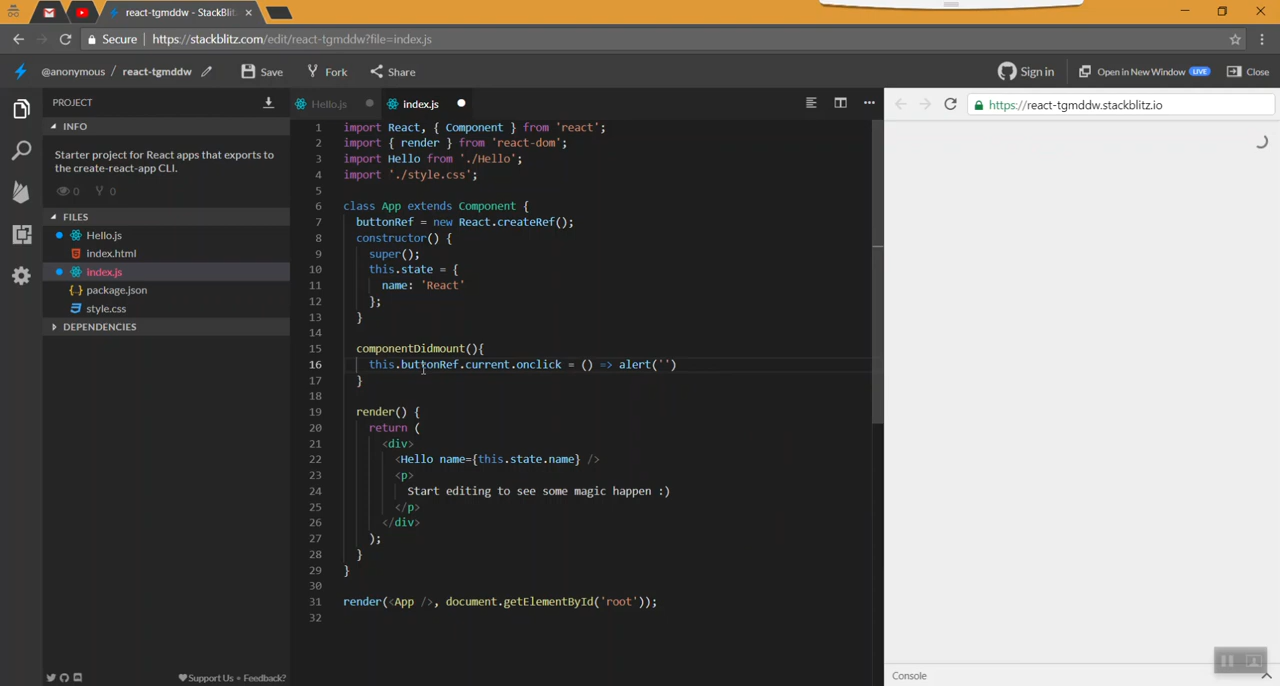 react-tgmddw - StackBlit
Secure https://stackblitz.com/edit/react-tgmddw?file=index.js
@anonymous / react-tgmddw Save Fork Share Sign in Open in New Window LIVE Close
PROJECT Hello.js index.js https://react-tgmddw.stackblitz.io
INFO
Starter project for React apps that exports to
the create-react-app CLI.
0 0
FILES
Hello.js
index.html
index.js
package.json
style.css
DEPENDENCIES
1 import React, { Component } from 'react';
2 import { render } from 'react-dom';
3 import Hello from './Hello';
4 import './style.css';
5
6 class App extends Component {
7 buttonRef = new React.createRef();
8 constructor() {
9 super();
10 this.state = {
11 name: 'React'
12 };
13 }
14
15 componentDidmount(){
16 this.buttonRef.current.onclick = () => alert('')
17 }
18
19 render() {
20 return (
21 <div>
22 <Hello name={this.state.name} />
23 <p>
24 Start editing to see some magic happen :)
25 </p>
26 </div>
27 );
28 }
29 }
30
31 render(<App />, document.getElementById('root'));
32
Support Us • Feedback?
Console